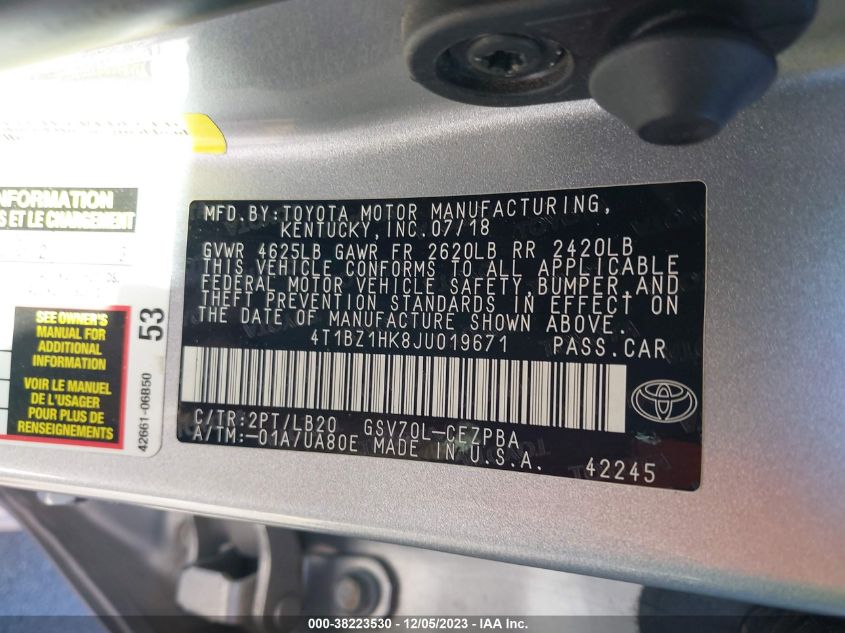 NFORMATION
S ET LE CHARGEMENT
SEE OWNER'S
MANUAL FOR
ADDITIONAL
INFORMATION
VOIR LE MANUEL
DE L'USAGER
POUR PLUS DE
RENSEIGNEMENTS
53
42661-06B50
MFD.BY:TOYOTA MOTOR MANUFACTURING,
KENTUCKY, INC.07/18
GVWR 4625LB GAWR FR 2620LB RR 2420LB
THIS VEHICLE CONFORMS TO ALL APPLICABLE
FEDERAL MOTOR VEHICLE SAFETY, BUMPER, AND
THEFT PREVENTION STANDARDS IN EFFECT ON
THE DATE OF MANUFACTURE SHOWN ABOVE.
4T1BZ1HK8JU019671 PASS.CAR
C/TR:2PT/LB20 GSV70L-CEZPBA
A/TM:-01A/UA80E MADE IN U.S.A. 42245
000-38223530 - 12/05/2023 - IAA Inc.